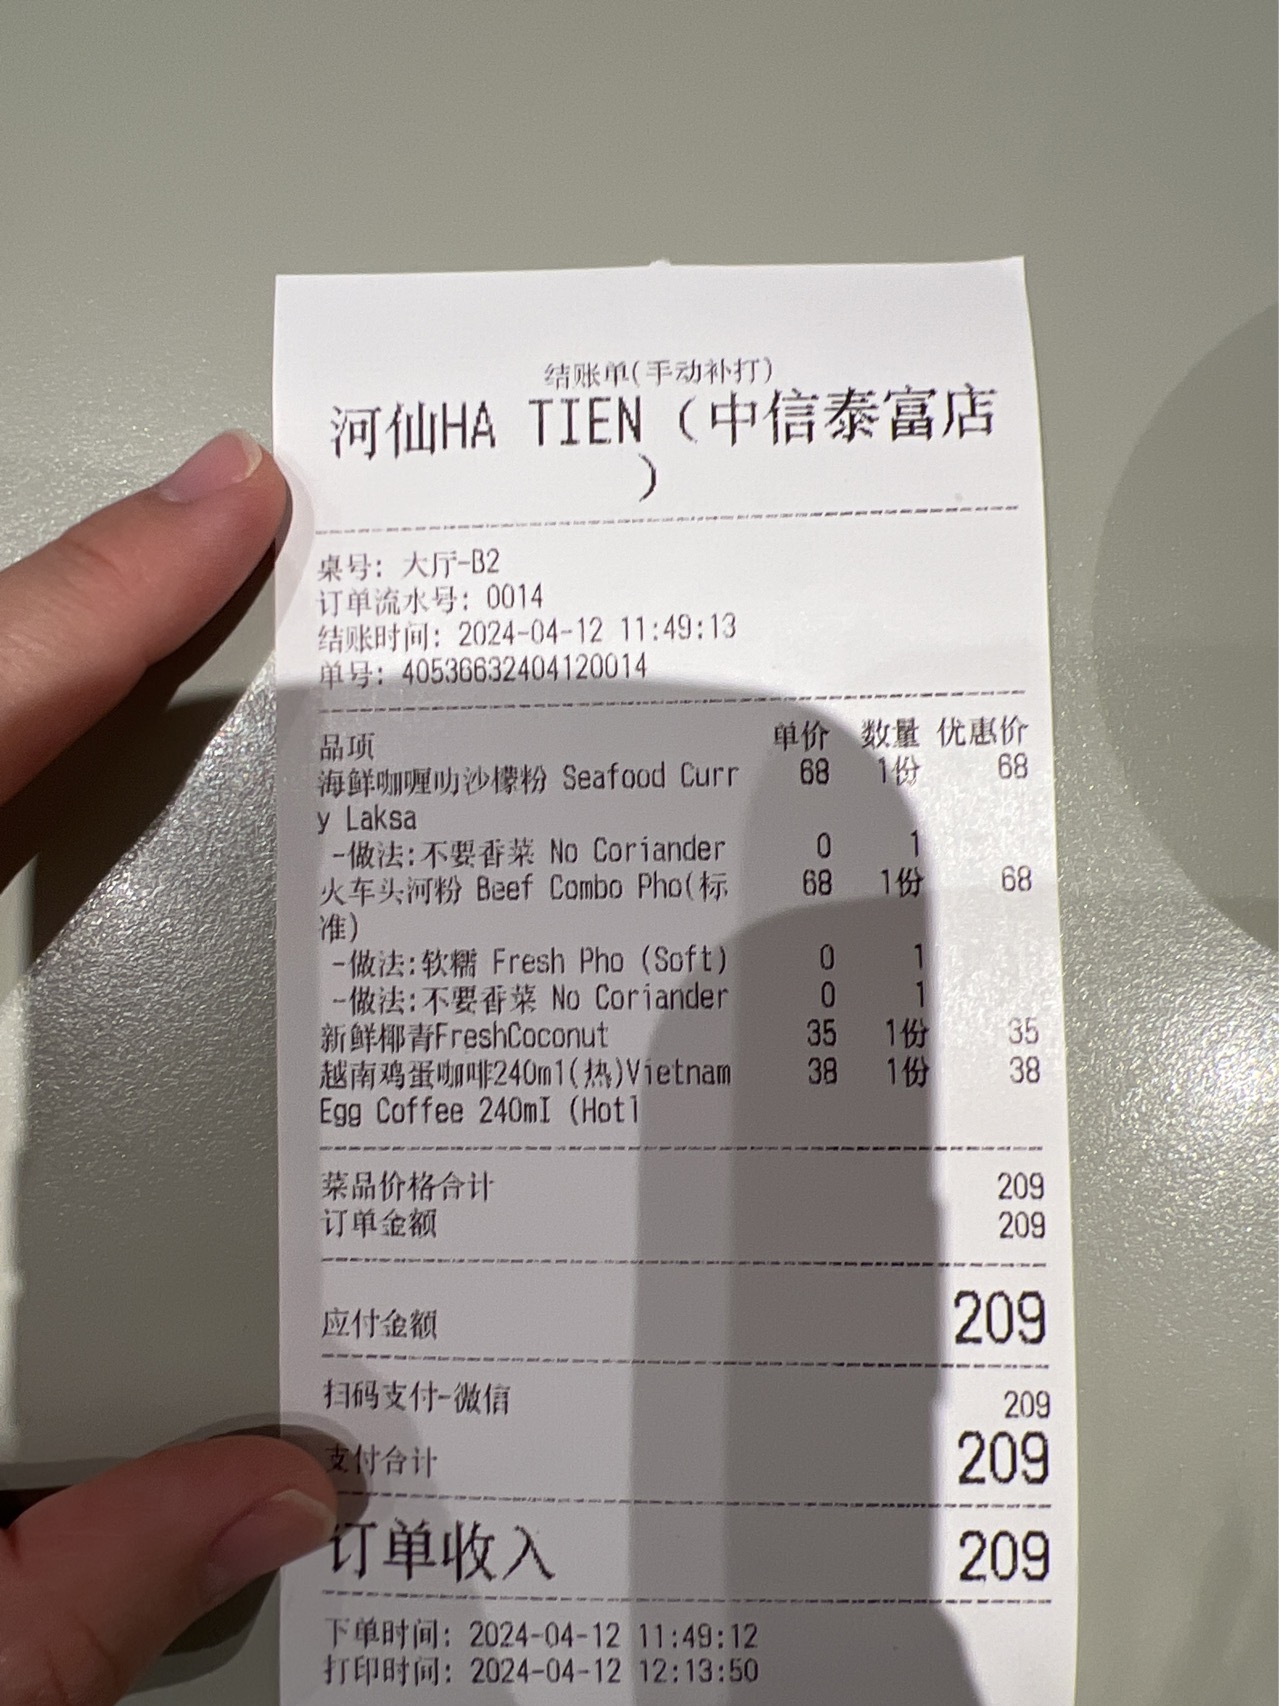 结账单(手动补打)
河仙HA TIEN（中信泰富店
）
桌号: 大厅-B2
订单流水号: 0014
结账时间: 2024-04-12 11:49:13
单号: 40536632404120014
品项 单价 数量 优惠价
海鲜咖喱叻沙檬粉 Seafood Curr 68 1份 68
y Laksa
-做法:不要香菜 No Coriander 0 1
火车头河粉 Beef Combo Pho(标 68 1份 68
准)
-做法:软糯 Fresh Pho (Soft) 0 1
-做法:不要香菜 No Coriander 0 1
新鲜椰青FreshCoconut 35 1份 35
越南鸡蛋咖啡240ml(热)Vietnam 38 1份 38
Egg Coffee 240mI (Hot]
菜品价格合计 209
订单金额 209
应付金额 209
扫码支付-微信 209
支付合计 209
订单收入 209
下单时间: 2024-04-12 11:49:12
打印时间: 2024-04-12 12:13:50